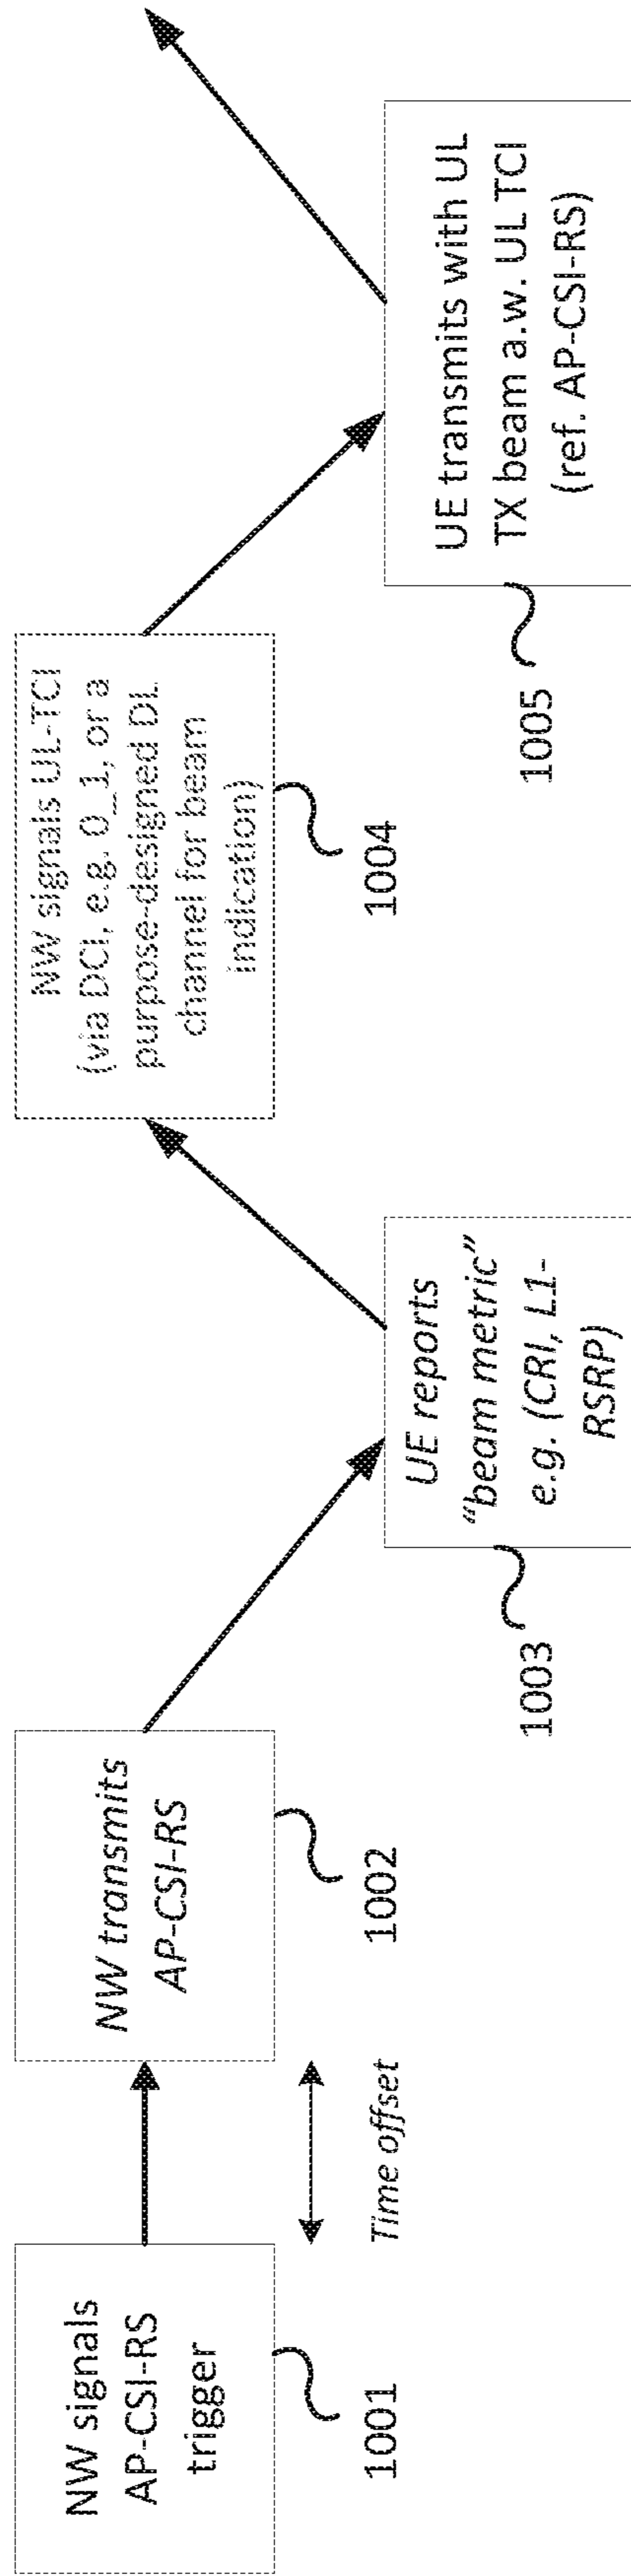 NW signals
AP-CSI-RS
trigger
1001
Time offset
NW transmits
AP-CSI-RS
1002
UE reports
“beam metric”
e.g. (CRI, L1-
RSRP)
1003
NW signals UL-TCI
(via DCI, e.g. 0_1, or a
purpose-designed DL
channel for beam
indication)
1004
UE transmits with UL
TX beam a.w. UL TCI
(ref. AP-CSI-RS)
1005